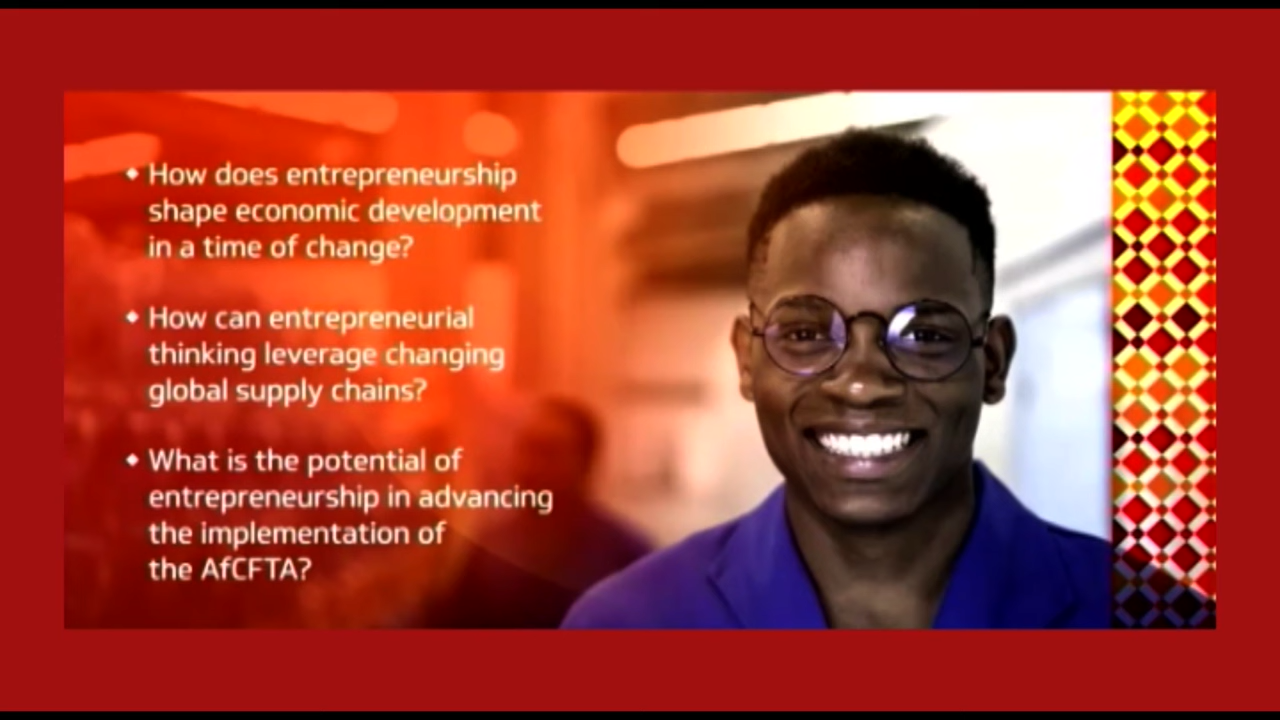 How does entrepreneurship
shape economic development
in a time of change?
How can entrepreneurial
thinking leverage changing
global supply chains?
What is the potential of
entrepreneurship in advancing
the implementation of
the AfCFTA?